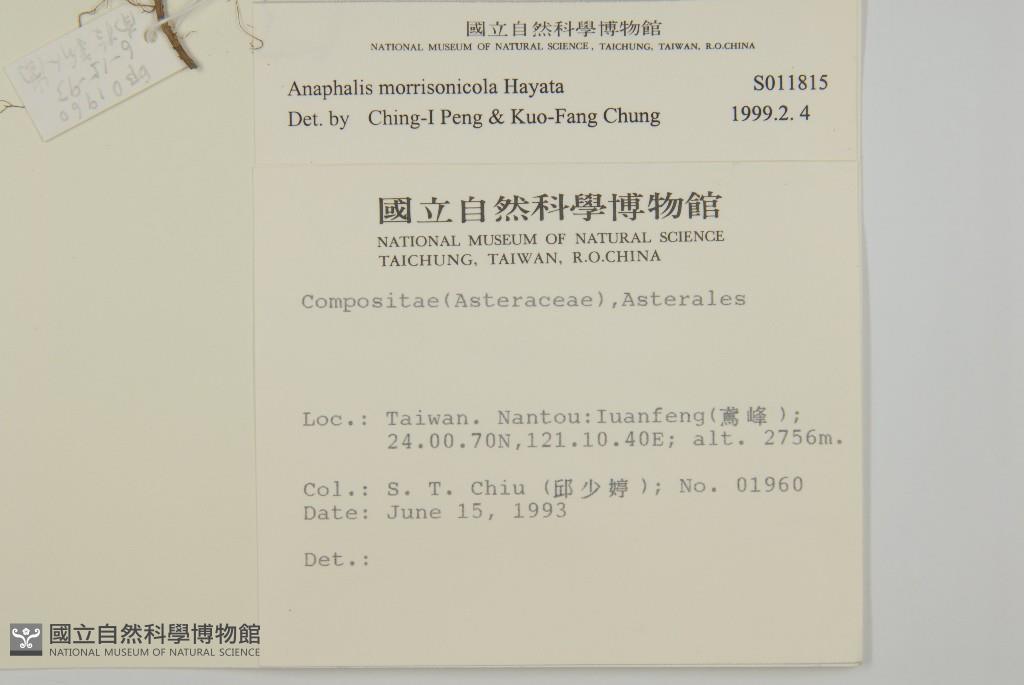 國立自然科學博物館
NATIONAL MUSEUM OF NATURAL SCIENCE, TAICHUNG, TAIWAN, R.O.CHINA
Anaphalis morrisonicola Hayata S011815
Det. by Ching-I Peng & Kuo-Fang Chung 1999.2. 4
國立自然科學博物館
NATIONAL MUSEUM OF NATURAL SCIENCE
TAICHUNG, TAIWAN, R.O.CHINA
Compositae(Asteraceae),Asterales
Loc.: Taiwan. Nantou:Iuanfeng(鳶峰);
24.00.70N,121.10.40E; alt. 2756m.
Col.: S. T. Chiu (邱少婷); No. 01960
Date: June 15, 1993
Det.:
01960
6-15-93
國立自然科學博物館
NATIONAL MUSEUM OF NATURAL SCIENCE